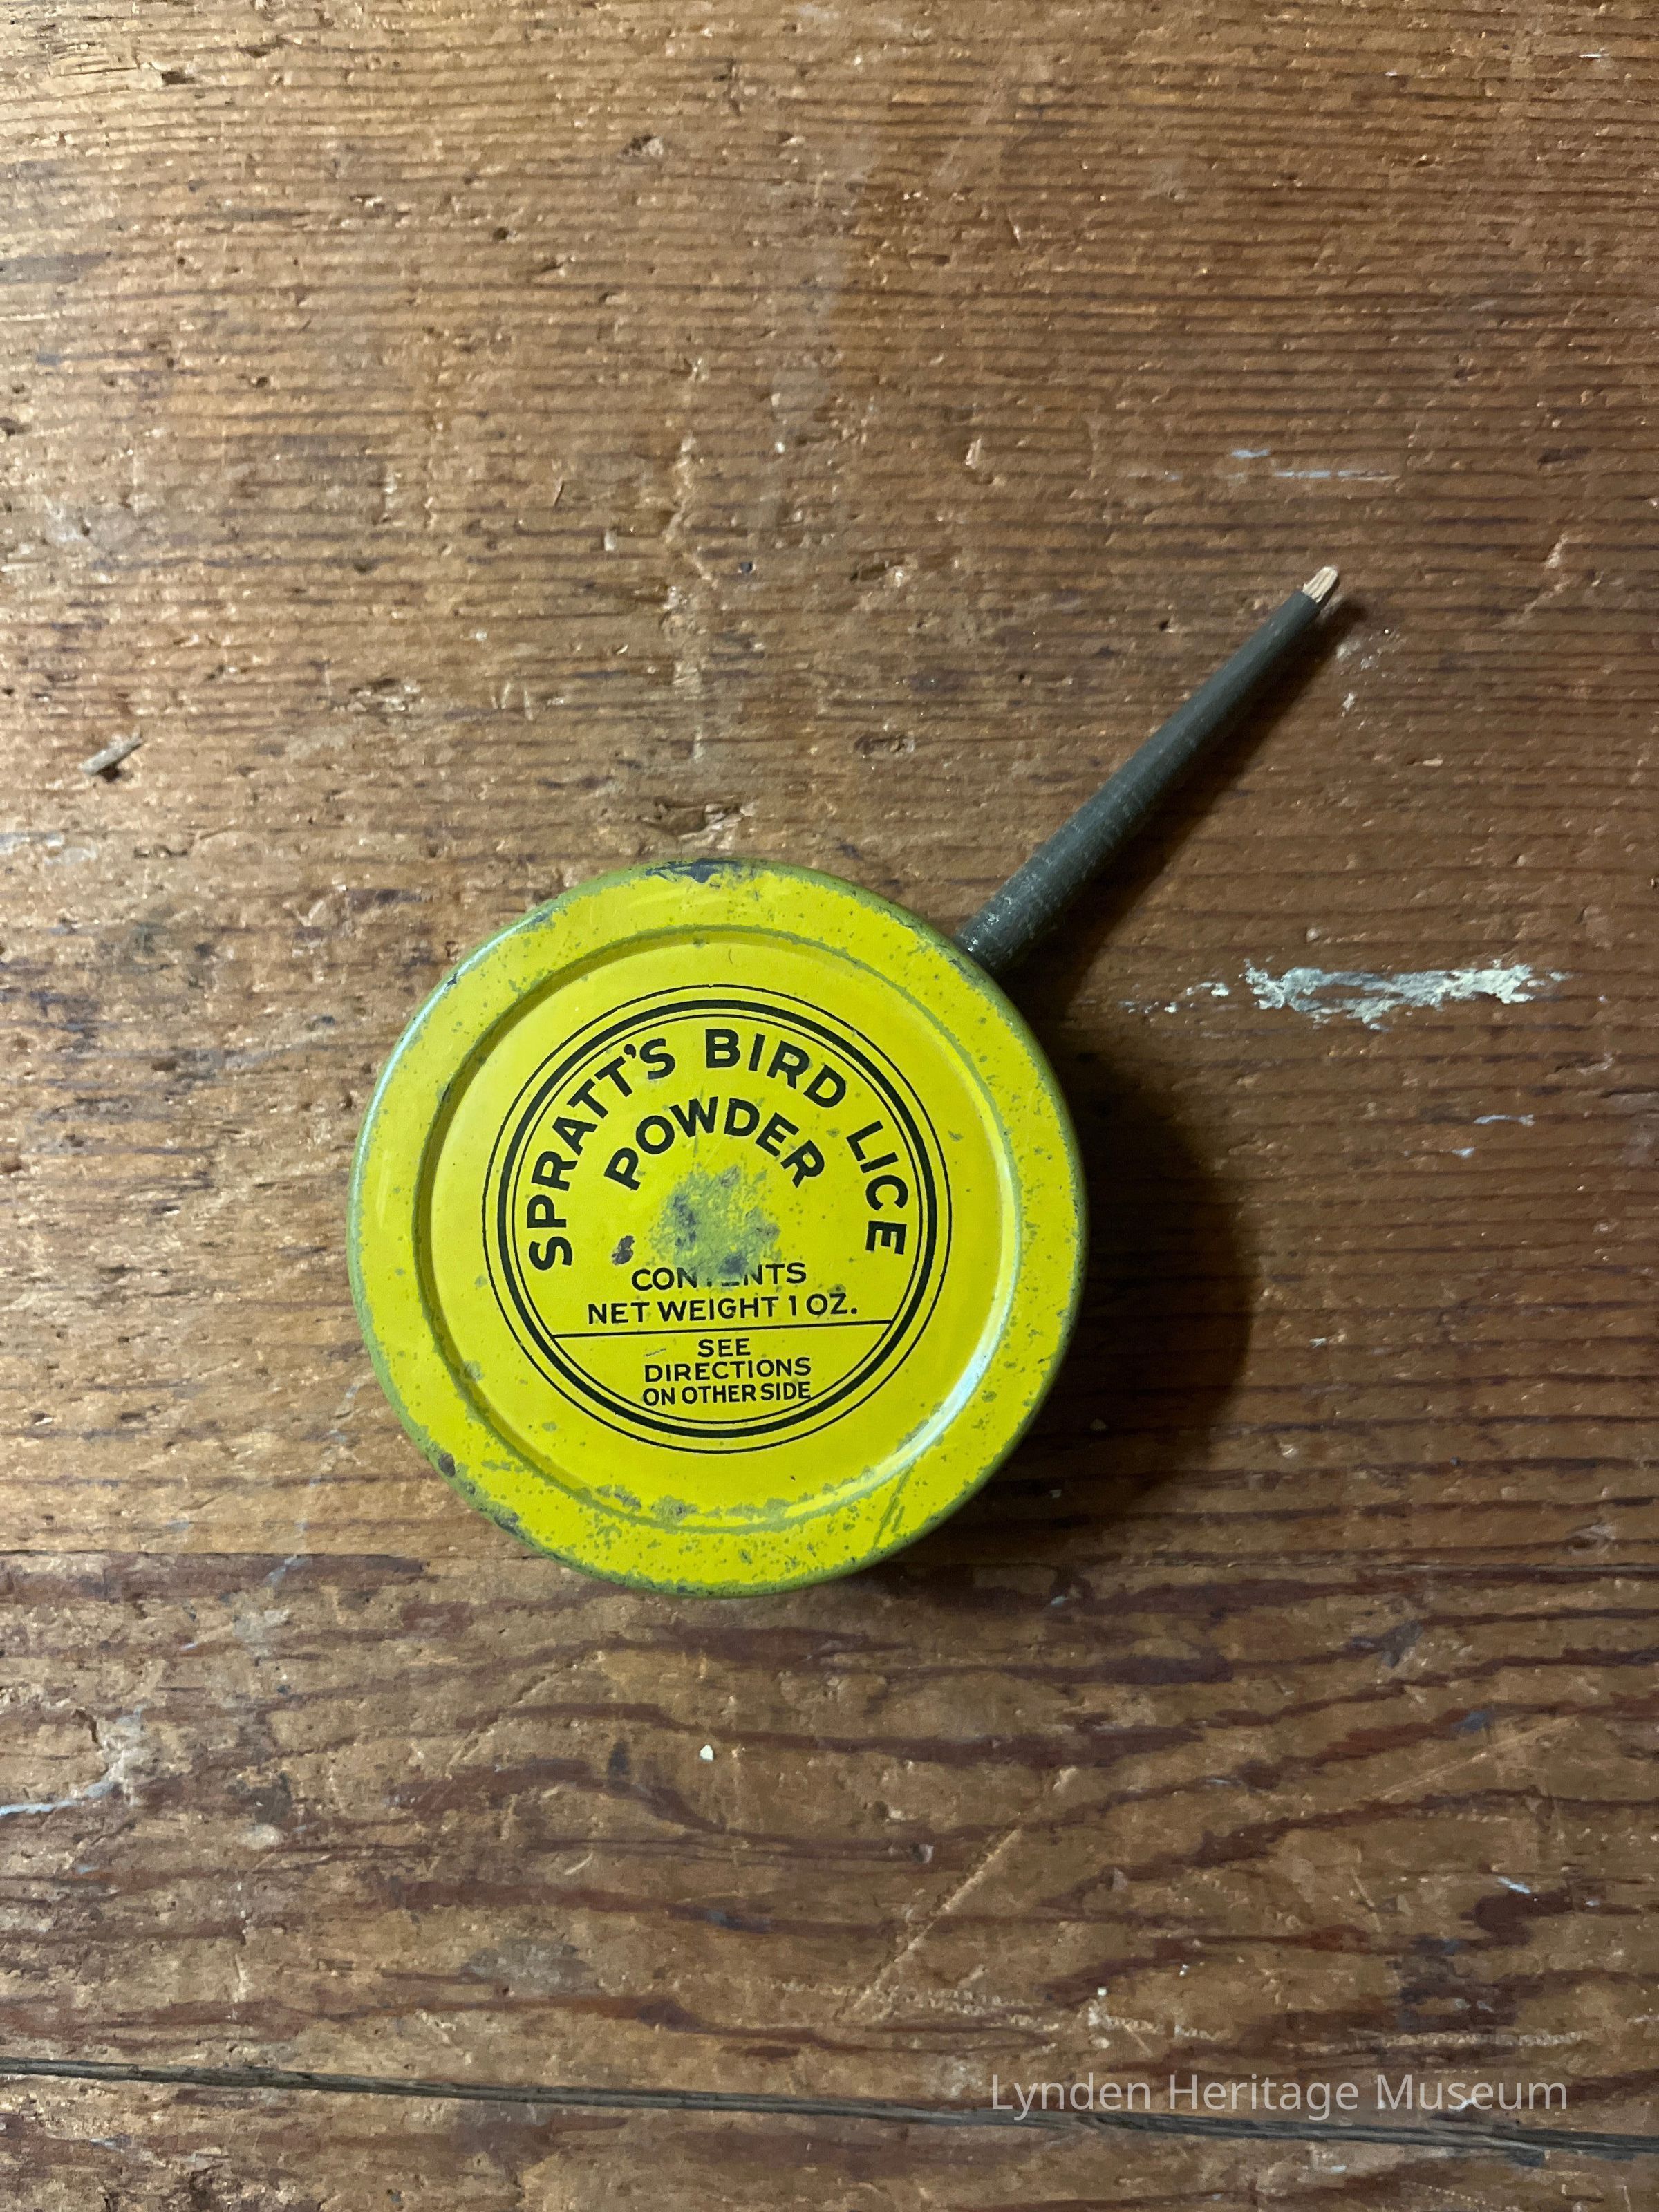 SPRATT'S BIRD LICE
POWDER
CONTENTS
NET WEIGHT 1 OZ.
SEE
DIRECTIONS
ON OTHER SIDE
Lynden Heritage Museum